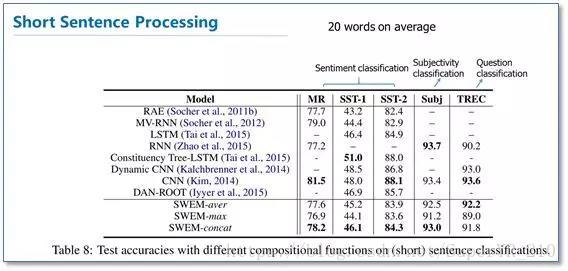 Short Sentence Processing
20 words on average
Sentiment classification
Subjectivity classification
Question classification
Model MR SST-1 SST-2 Subj TREC
RAE (Socher et al., 2011b) 77.7 43.2 82.4 – –
MV-RNN (Socher et al., 2012) 79.0 44.4 82.9 – –
LSTM (Tai et al., 2015) – 46.4 84.9 – –
RNN (Zhao et al., 2015) 77.2 – – 93.7 90.2
Constituency Tree-LSTM (Tai et al., 2015) - 51.0 88.0 - -
Dynamic CNN (Kalchbrenner et al., 2014) – 48.5 86.8 – 93.0
CNN (Kim, 2014) 81.5 48.0 88.1 93.4 93.6
DAN-ROOT (Iyyer et al., 2015) - 46.9 85.7 - -
SWEM-aver 77.6 45.2 83.9 92.5 92.2
SWEM-max 76.9 44.1 83.6 91.2 89.0
SWEM-concat 78.2 46.1 84.3 93.0 91.8
Table 8: Test accuracies with different compositional functions on (short) sentence classifications.